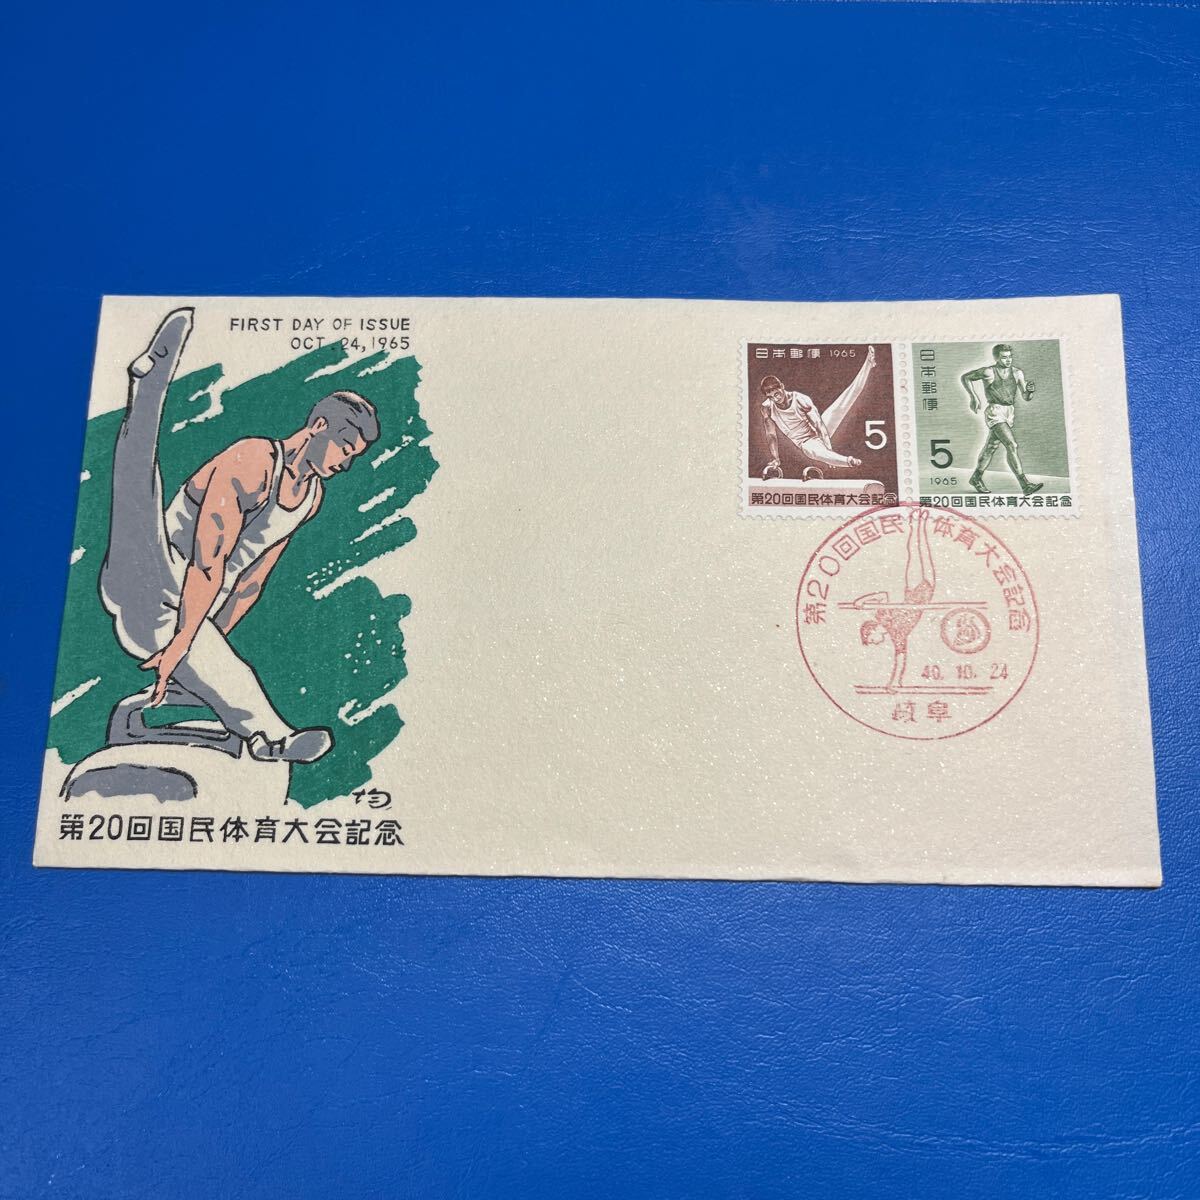 FIRST DAY OF ISSUE
OCT. 24, 1965
第20回国民体育大会記念
日本郵便 1965
5
第20回国民体育大会記念
日本郵便
5
1965
第20回国民体育大会記念
第20回国民体育大会記念
40.10.24
岐阜